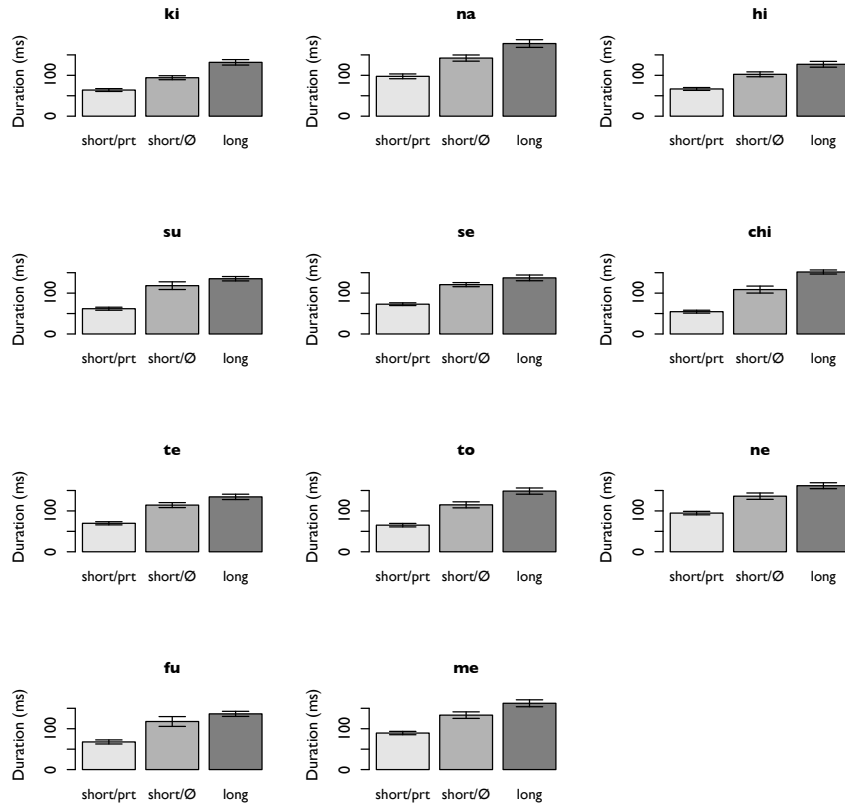 ki
Duration (ms)
100
0
short/prt short/Ø long
na
Duration (ms)
100
0
short/prt short/Ø long
hi
Duration (ms)
100
0
short/prt short/Ø long
su
Duration (ms)
100
0
short/prt short/Ø long
se
Duration (ms)
100
0
short/prt short/Ø long
chi
Duration (ms)
100
0
short/prt short/Ø long
te
Duration (ms)
100
0
short/prt short/Ø long
to
Duration (ms)
100
0
short/prt short/Ø long
ne
Duration (ms)
100
0
short/prt short/Ø long
fu
Duration (ms)
100
0
short/prt short/Ø long
me
Duration (ms)
100
0
short/prt short/Ø long